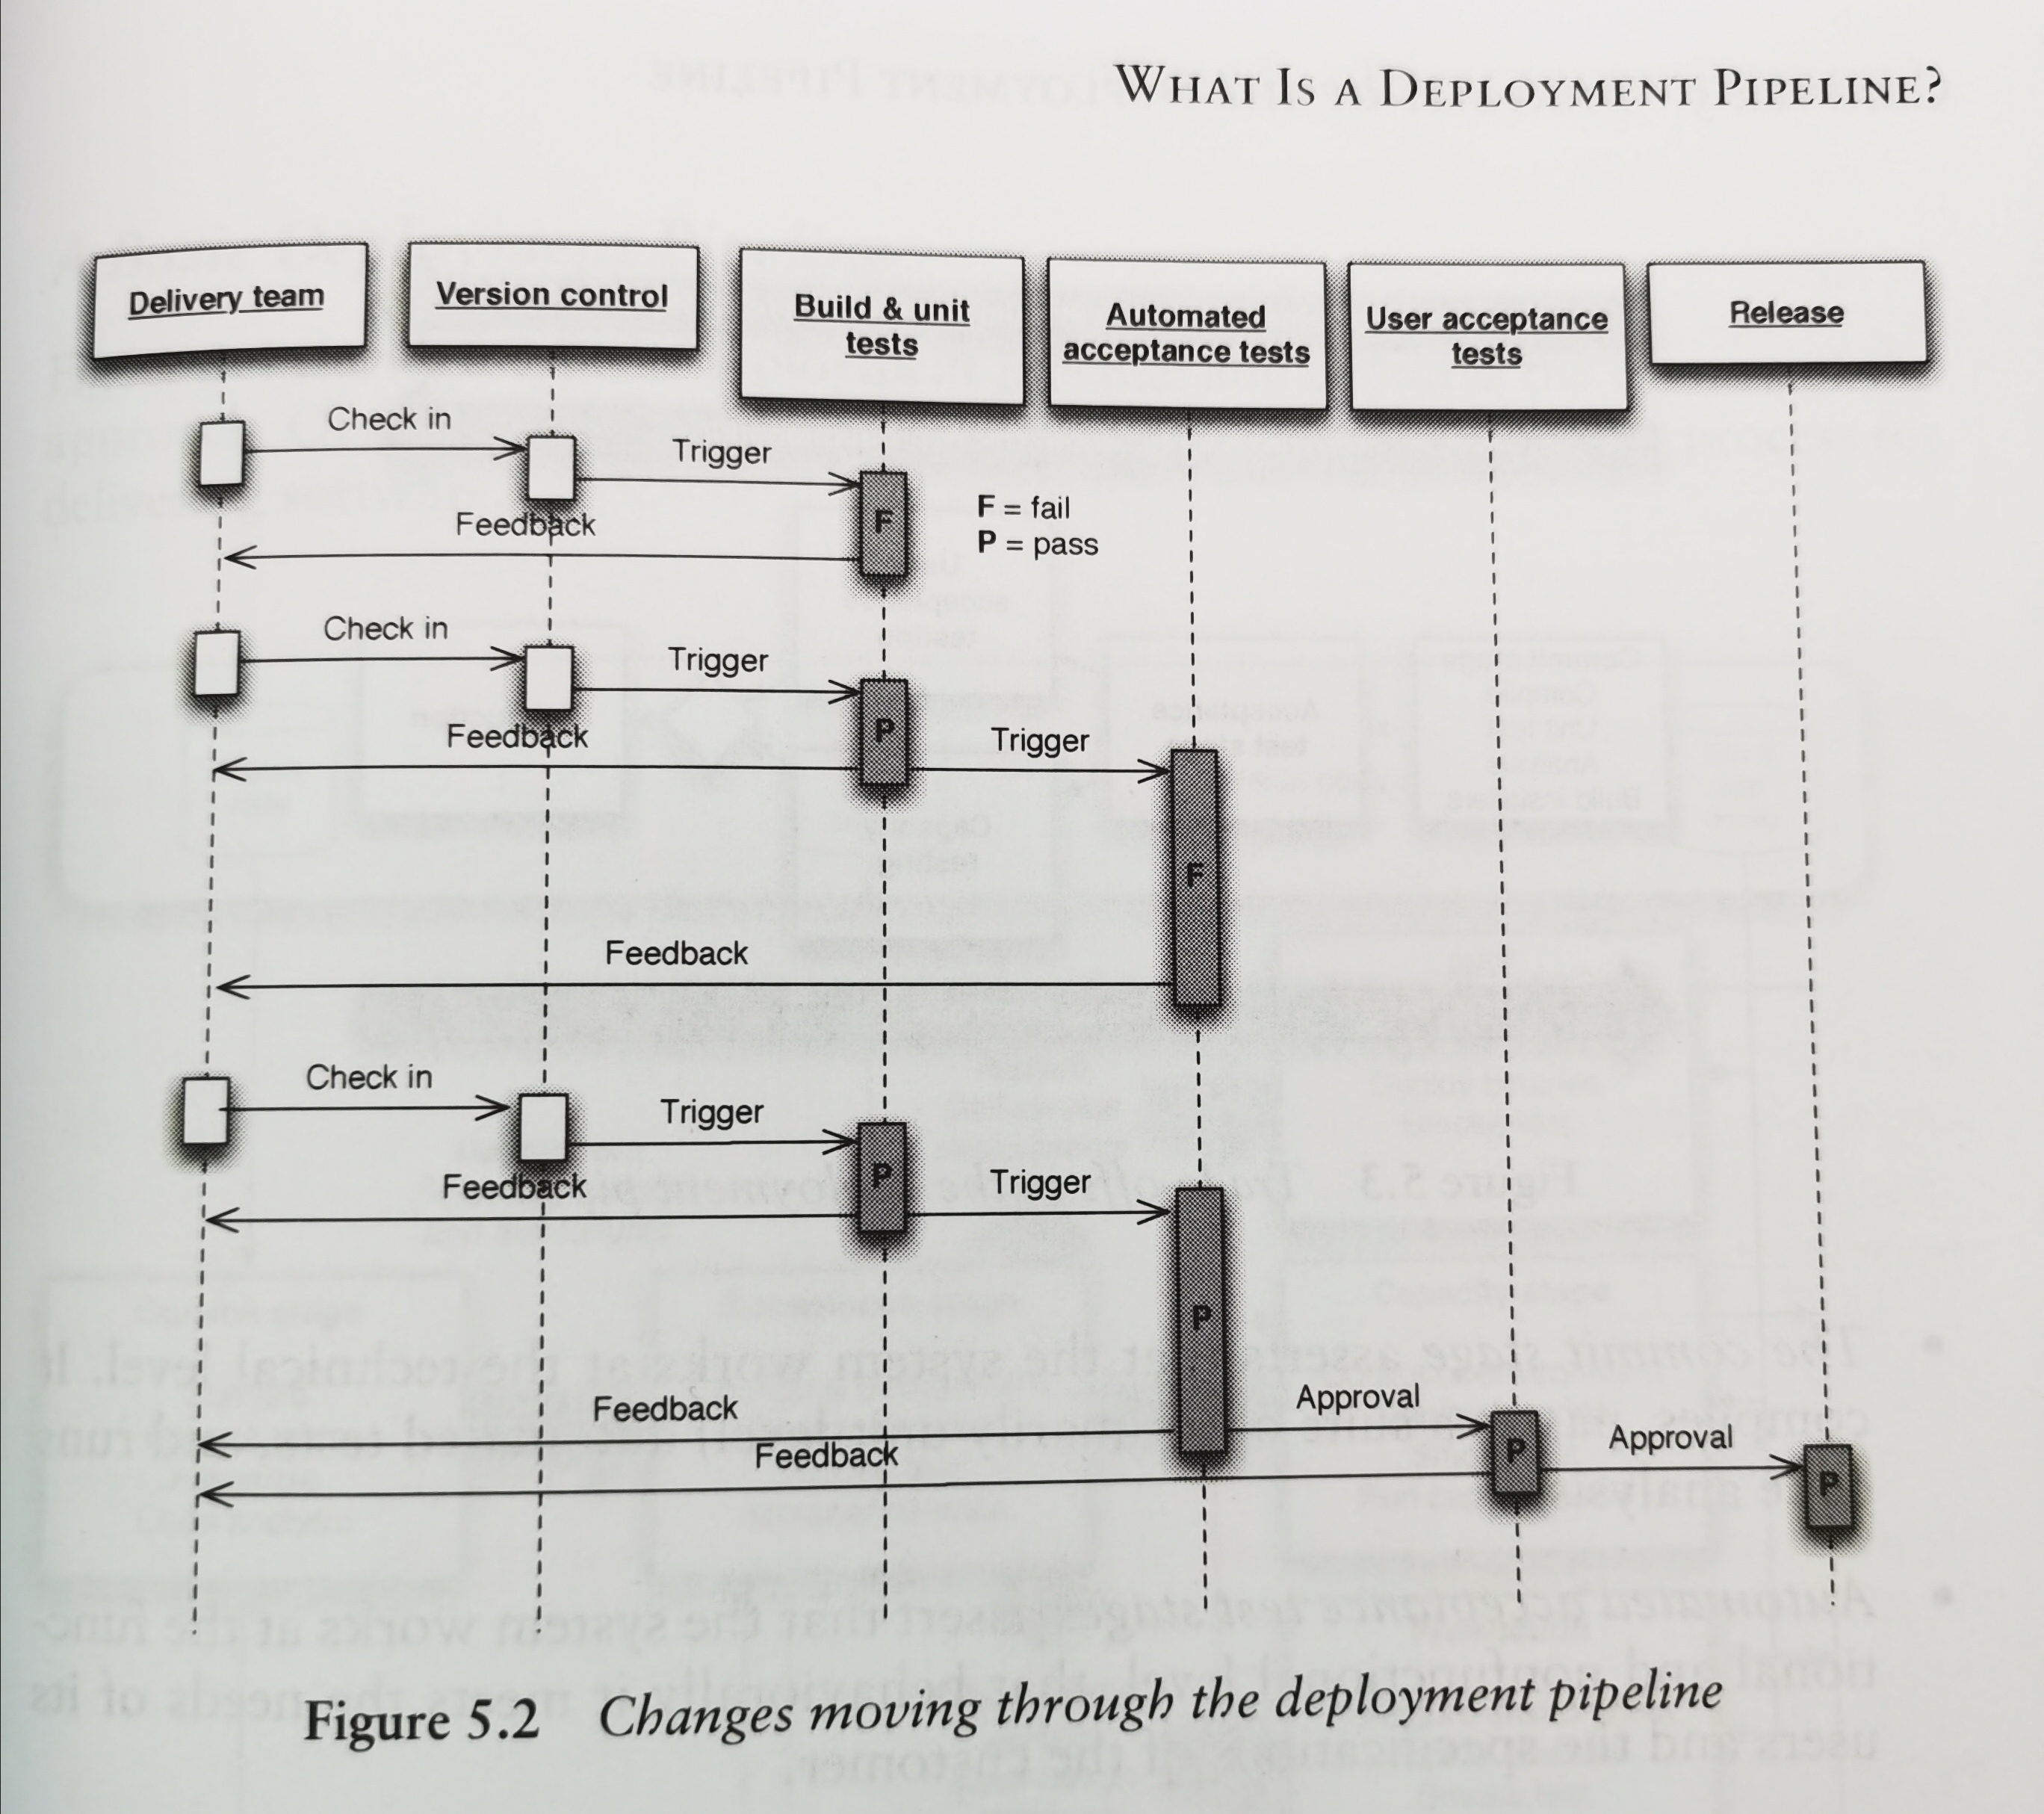 WHAT IS A DEPLOYMENT PIPELINE?
Delivery team
Version control
Build & unit
tests
Automated
acceptance tests
User acceptance
tests
Release
Check in
Trigger
F
F = fail
P = pass
Feedback
Check in
Trigger
P
Feedback
Trigger
F
Feedback
Check in
Trigger
P
Feedback
Trigger
P
Feedback
Approval
P
Feedback
Approval
P
Figure 5.2 Changes moving through the deployment pipeline